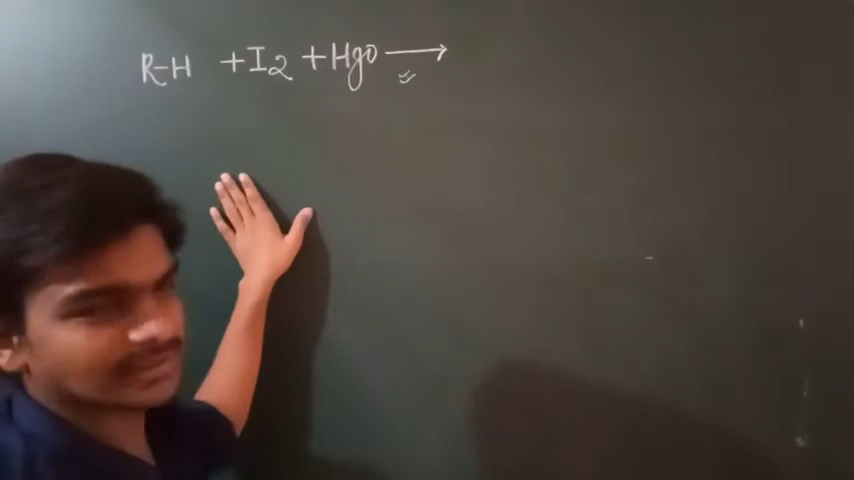 R-H + I2 + Hgo ⟶